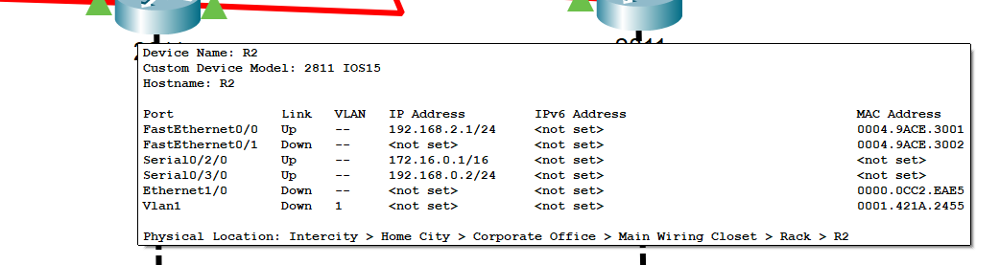 Device Name: R2
Custom Device Model: 2811 IOS15
Hostname: R2
Port Link VLAN IP Address IPv6 Address MAC Address
FastEthernet0/0 Up -- 192.168.2.1/24 <not set> 0004.9ACE.3001
FastEthernet0/1 Down -- <not set> <not set> 0004.9ACE.3002
Serial0/2/0 Up -- 172.16.0.1/16 <not set> <not set>
Serial0/3/0 Up -- 192.168.0.2/24 <not set> <not set>
Ethernet1/0 Down -- <not set> <not set> 0000.0CC2.EAE5
Vlan1 Down 1 <not set> <not set> 0001.421A.2455
Physical Location: Intercity > Home City > Corporate Office > Main Wiring Closet > Rack > R2